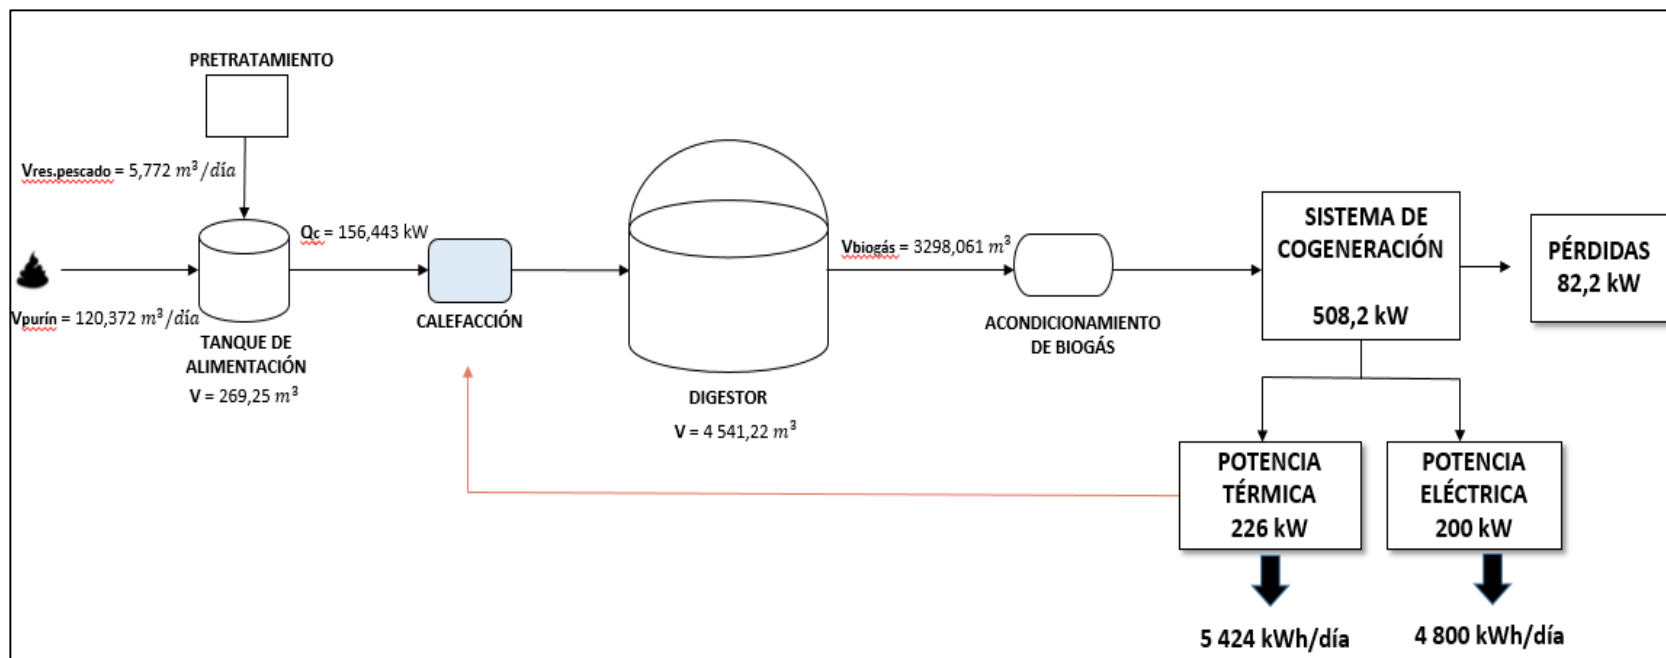 PRETRATAMIENTO
Vres.pescado = 5,772 m³/día
Qc = 156,443 kW
Vpurín = 120,372 m³/día
TANQUE DE
ALIMENTACIÓN
V = 269,25 m³
CALEFACCIÓN
DIGESTOR
V = 4 541,22 m³
Vbiogás = 3298,061 m³
ACONDICIONAMIENTO
DE BIOGÁS
SISTEMA DE
COGENERACIÓN
508,2 kW
PÉRDIDAS
82,2 kW
POTENCIA
TÉRMICA
226 kW
POTENCIA
ELÉCTRICA
200 kW
5 424 kWh/día
4 800 kWh/día